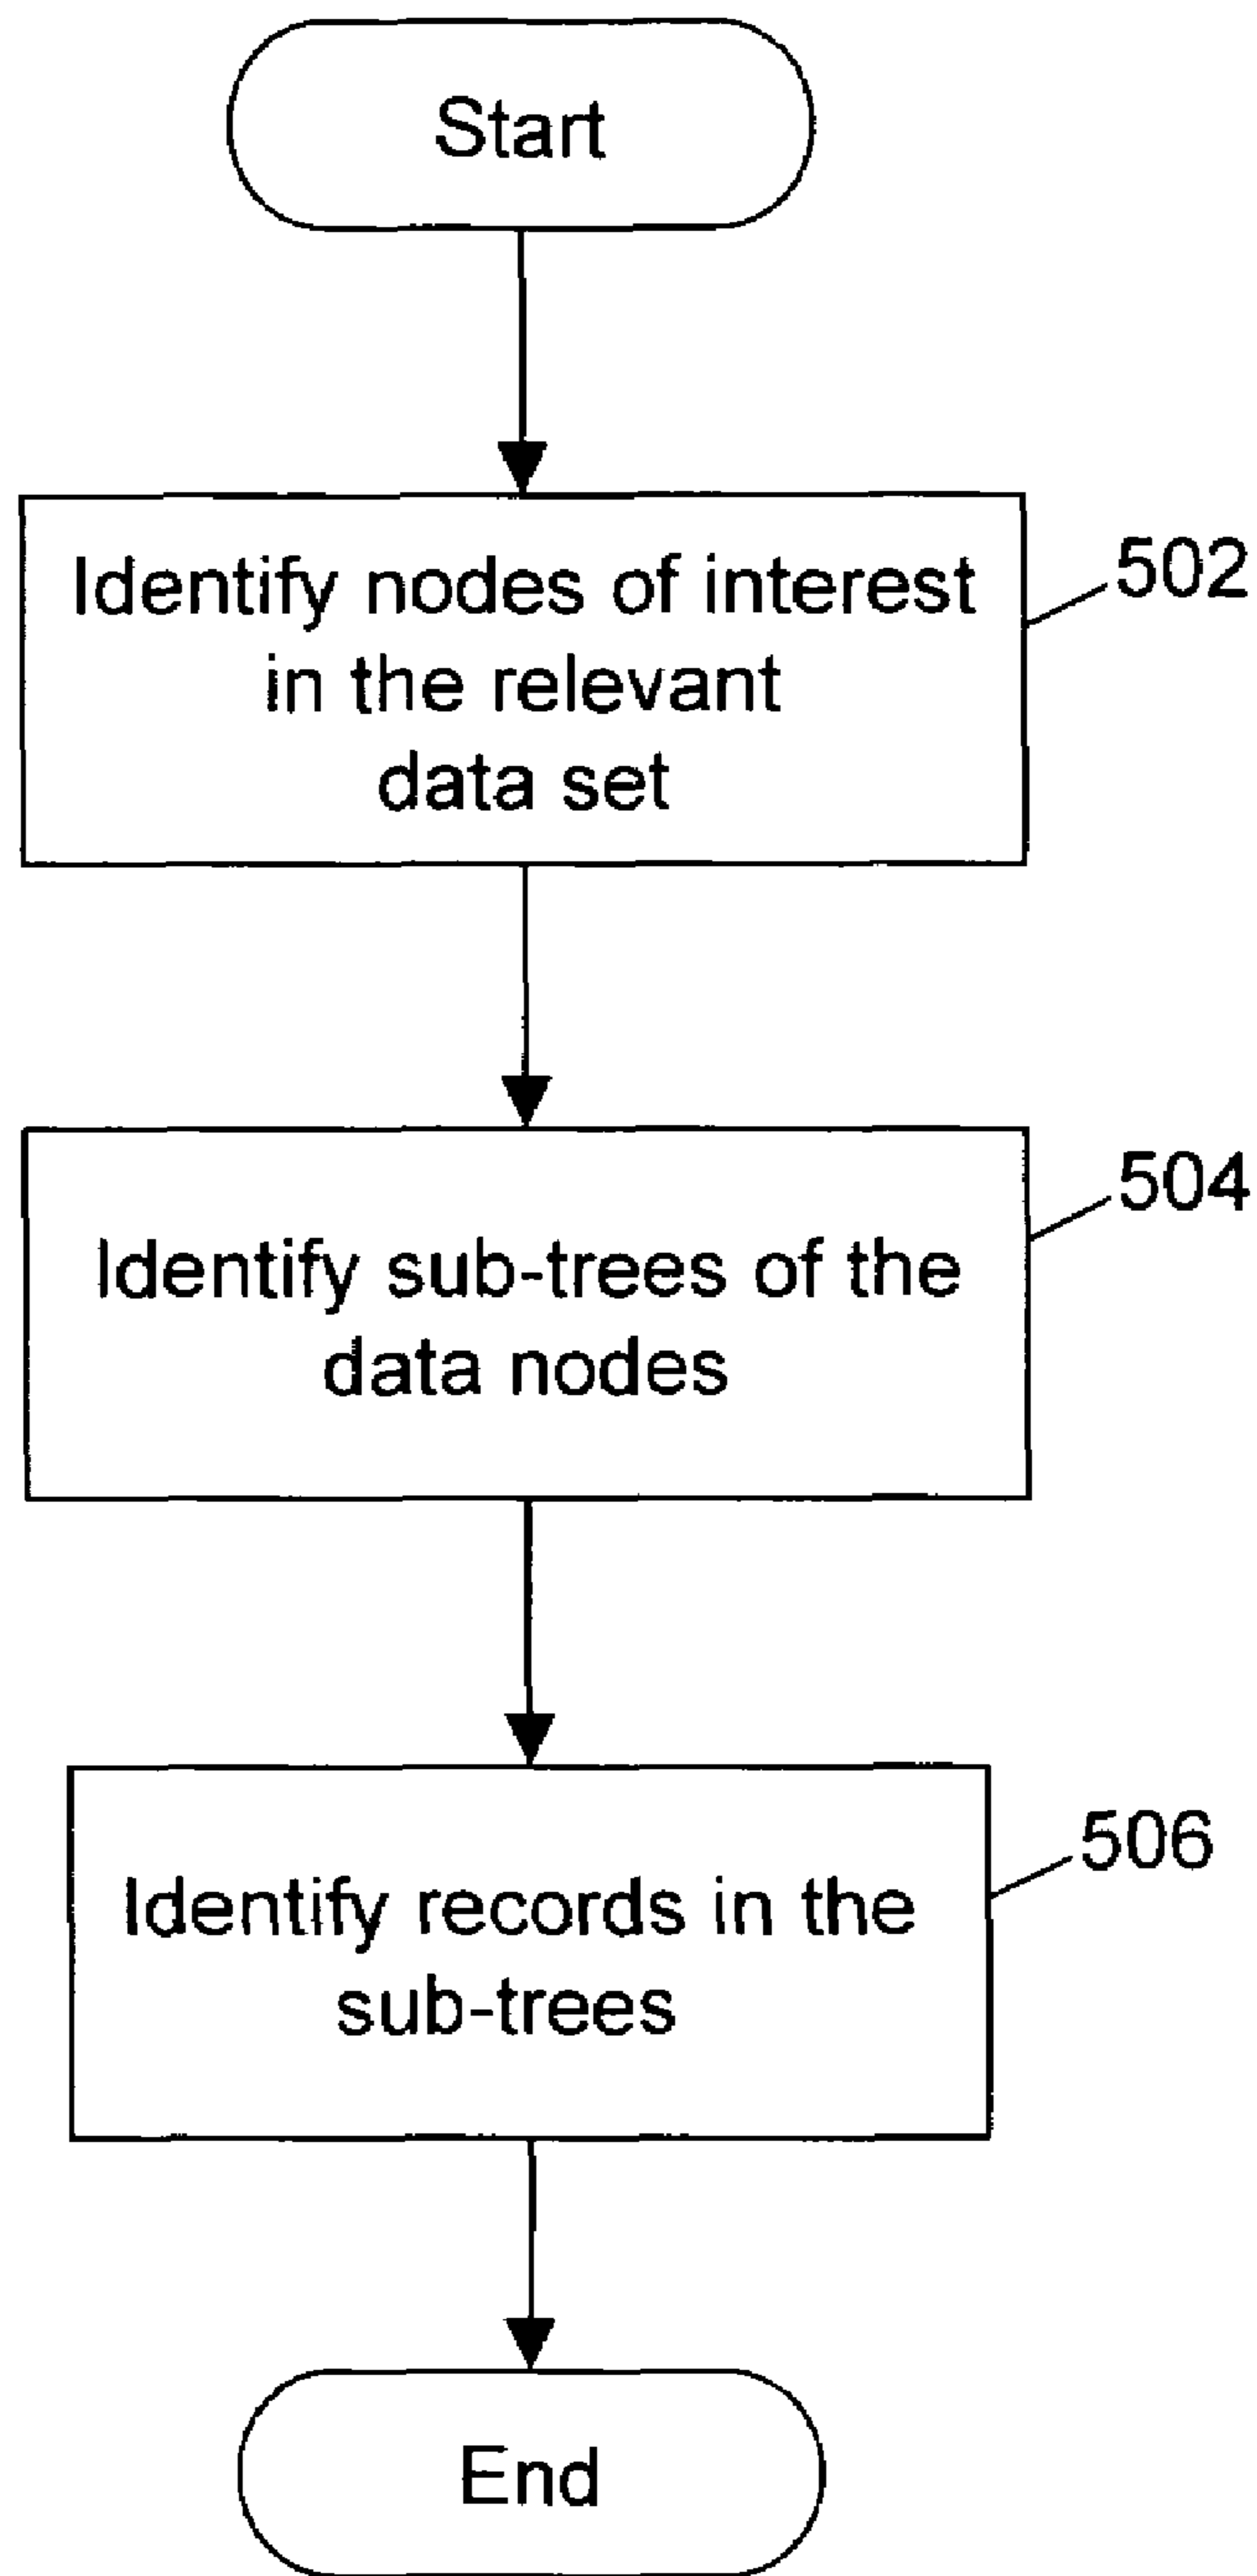 Start
Identify nodes of interest
in the relevant
data set
502
Identify sub-trees of the
data nodes
504
Identify records in the
sub-trees
506
End